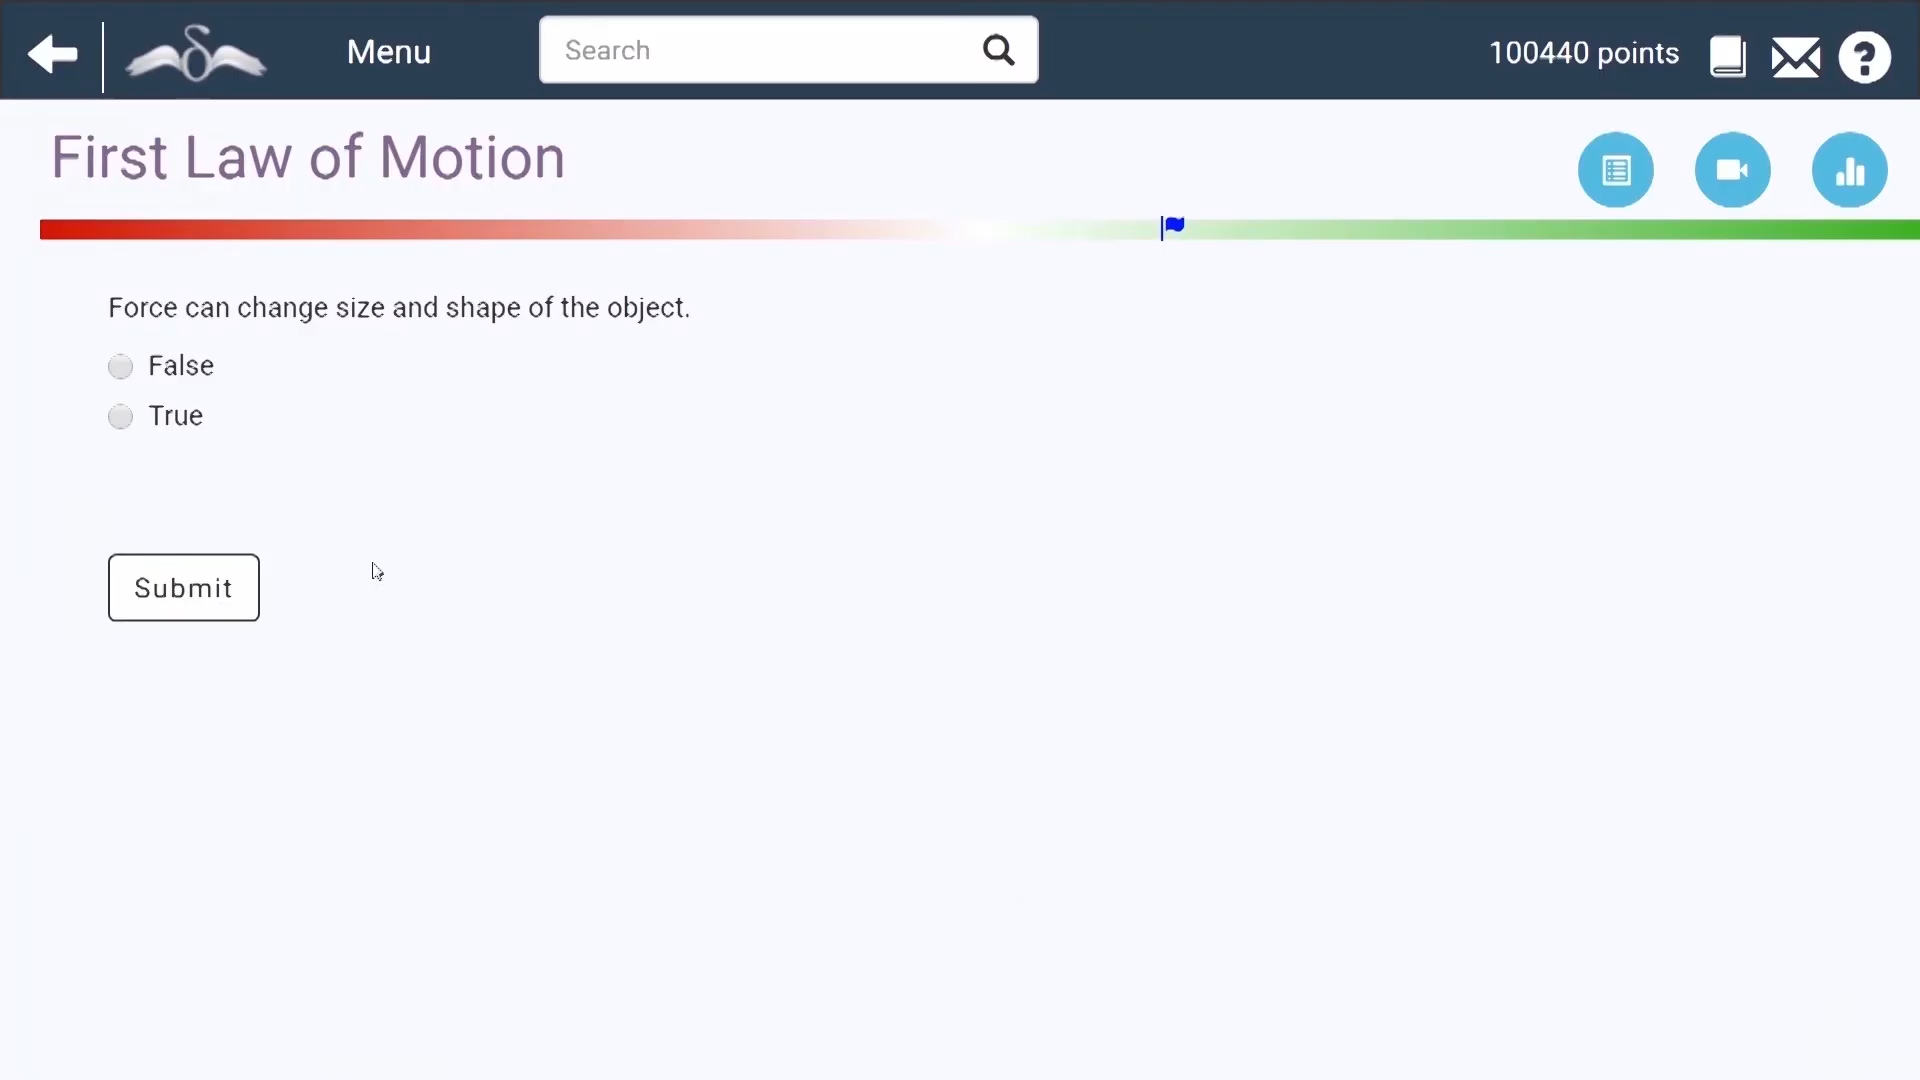 Menu
Search
100440 points
First Law of Motion
Force can change size and shape of the object.
False
True
Submit